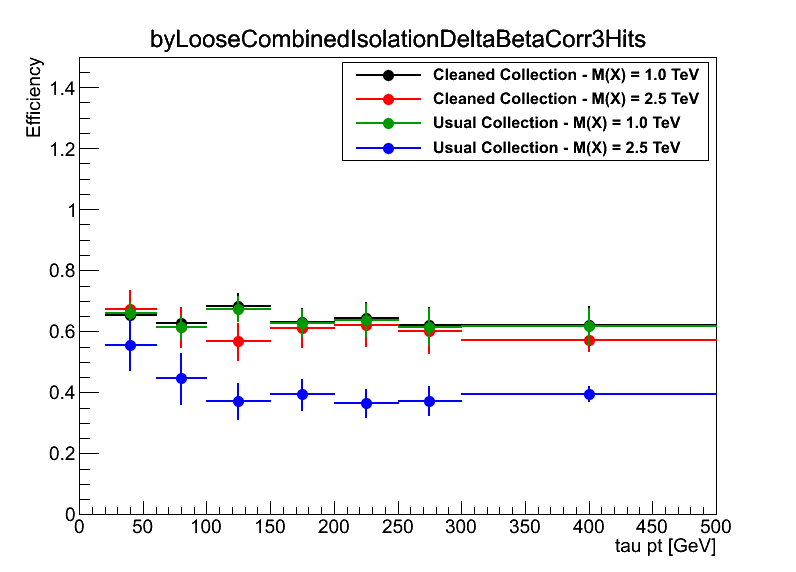 byLooseCombinedIsolationDeltaBetaCorr3Hits
Efficiency
Cleaned Collection - M(X) = 1.0 TeV
Cleaned Collection - M(X) = 2.5 TeV
Usual Collection - M(X) = 1.0 TeV
Usual Collection - M(X) = 2.5 TeV
1.4
1.2
1
0.8
0.6
0.4
0.2
0
0 50 100 150 200 250 300 350 400 450 500
tau pt [GeV]